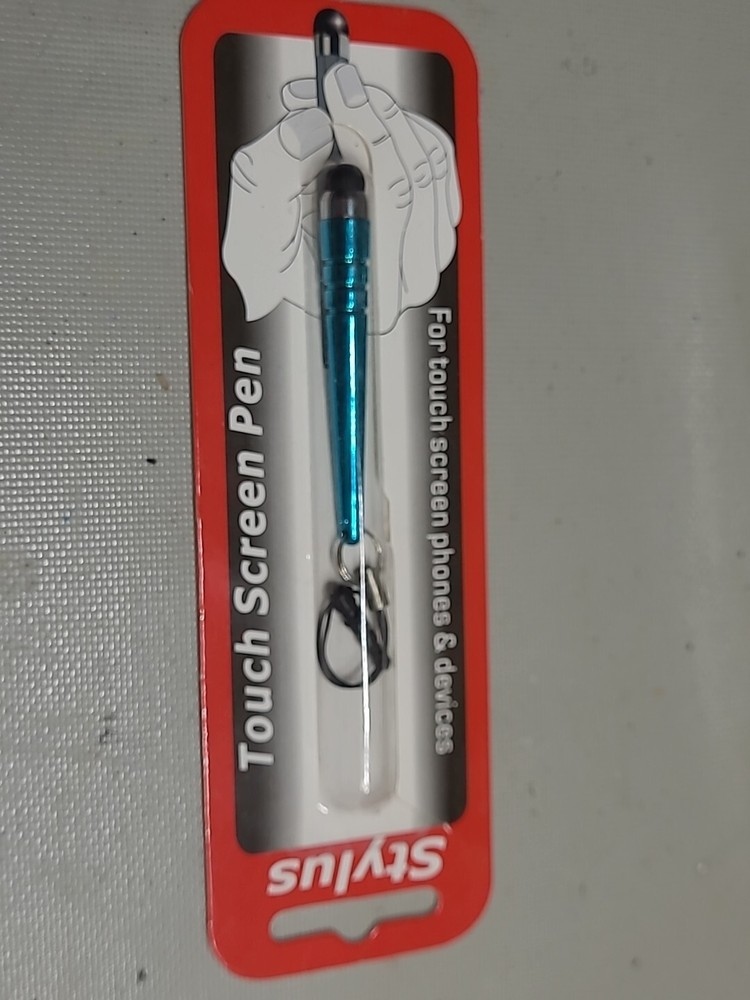 Stylus
Touch Screen Pen
For touch screen phones & devices